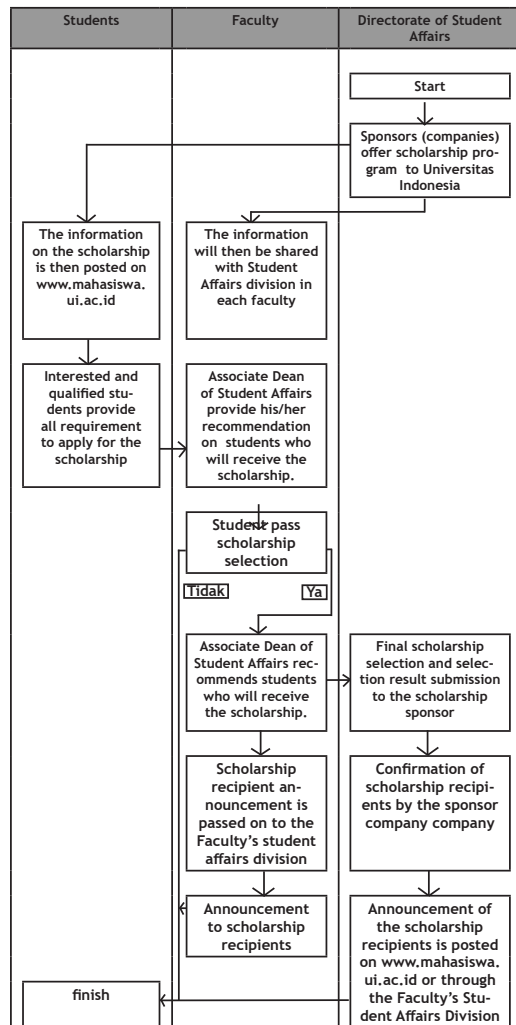 Students
Faculty
Directorate of Student
Affairs
Start
Sponsors (companies)
offer scholarship pro-
gram to Universitas
Indonesia
The information
on the scholarship
is then posted on
www.mahasiswa.
ui.ac.id
The information
will then be shared
with Student
Affairs division in
each faculty
Interested and
qualified stu-
dents provide
all requirement
to apply for the
scholarship
Associate Dean
of Student Affairs
provide his/her
recommendation
on students who
will receive the
scholarship.
Student pass
scholarship
selection
Tidak
Ya
Associate Dean of
Student Affairs rec-
ommends students
who will receive
the scholarship.
Final scholarship
selection and selec-
tion result submission
to the scholarship
sponsor
Scholarship
recipient an-
nouncement is
passed on to the
Faculty's student
affairs division
Confirmation of
scholarship recipi-
ents by the sponsor
company company
Announcement
to scholarship
recipients
Announcement of
the scholarship
recipients is posted
on www.mahasiswa.
ui.ac.id or through
the Faculty's Stu-
dent Affairs Division
finish